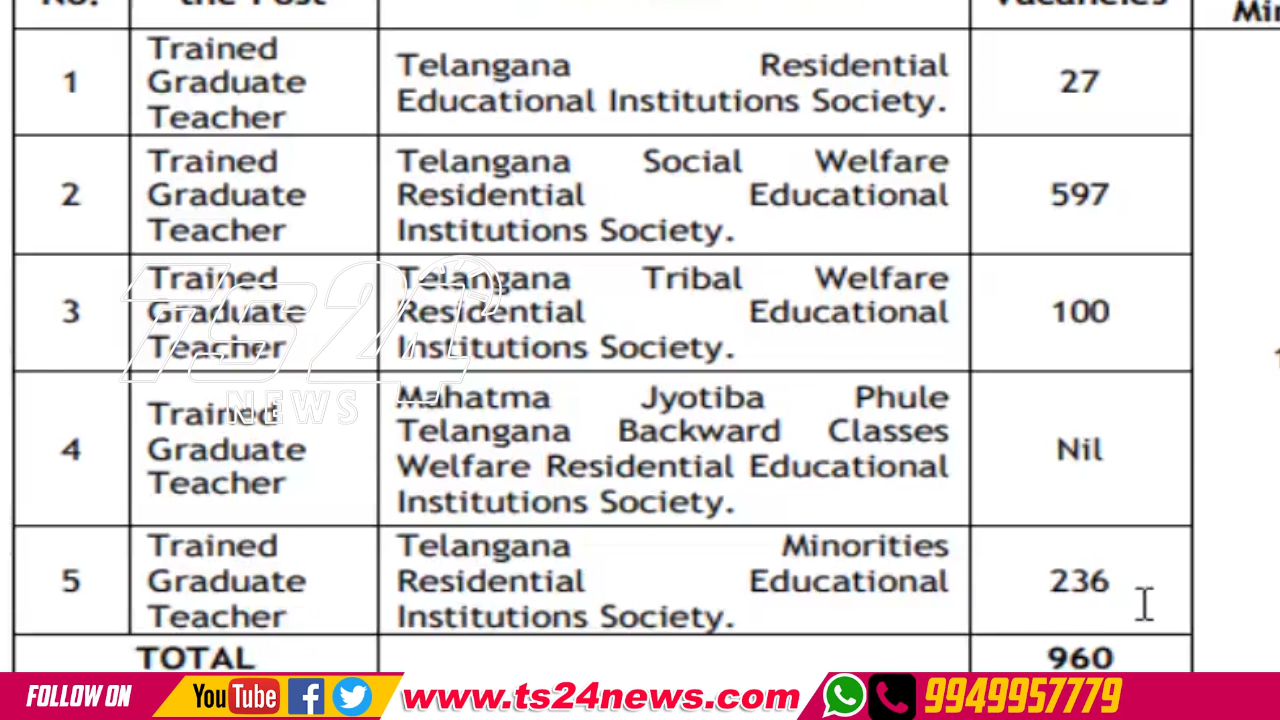 No. the Post Vacancies
Min
1
Trained
Graduate
Teacher
Telangana Residential
Educational Institutions Society.
27
2
Trained
Graduate
Teacher
Telangana Social Welfare
Residential Educational
Institutions Society.
597
3
Trained
Graduate
Teacher
Telangana Tribal Welfare
Residential Educational
Institutions Society.
100
TS24
NEWS
4
Trained
Graduate
Teacher
Mahatma Jyotiba Phule
Telangana Backward Classes
Welfare Residential Educational
Institutions Society.
Nil
5
Trained
Graduate
Teacher
Telangana Minorities
Residential Educational
Institutions Society.
236
TOTAL 960
FOLLOW ON YouTube www.ts24news.com 9949957779